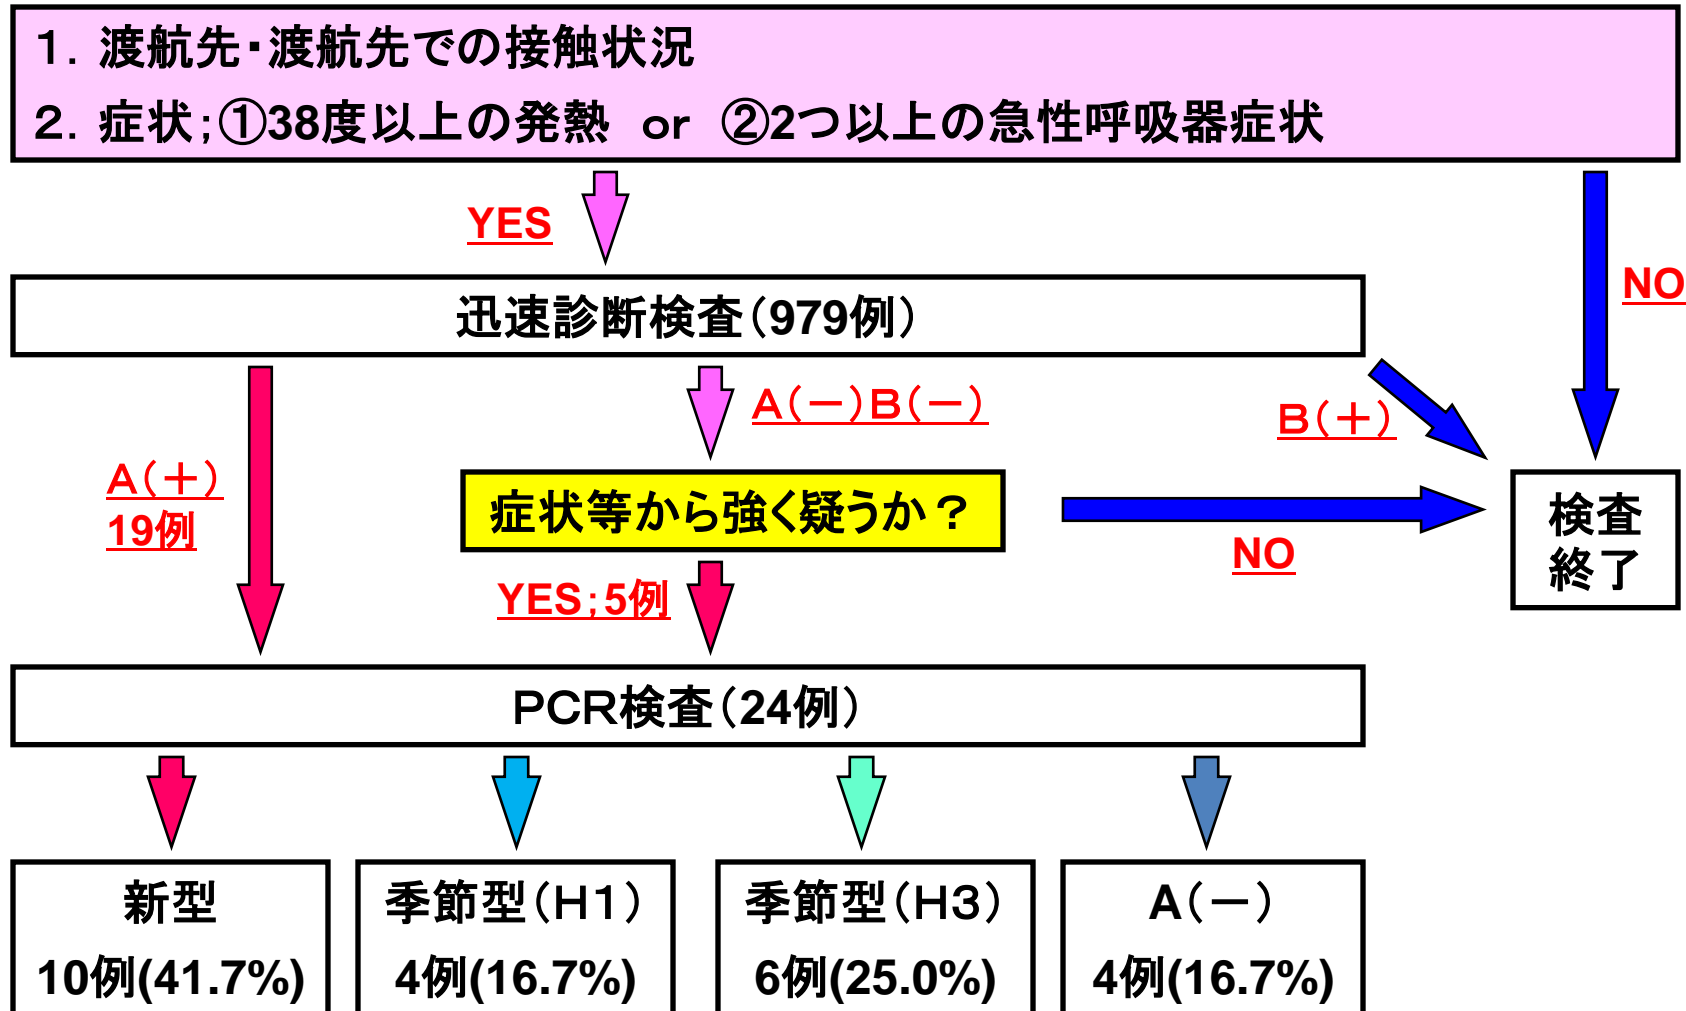 １．渡航先・渡航先での接触状況
２．症状；①38度以上の発熱　ｏｒ　②2つ以上の急性呼吸器症状
YES
NO
迅速診断検査（979例）
Ａ（－）Ｂ（－）
Ｂ（＋）
Ａ（＋）
19例
症状等から強く疑うか？
検査
終了
NO
YES；5例
ＰＣＲ検査（24例）
新型
10例(41.7%)
季節型（Ｈ１）
4例(16.7%)
季節型（Ｈ３）
6例(25.0%)
A（－）
4例(16.7%)